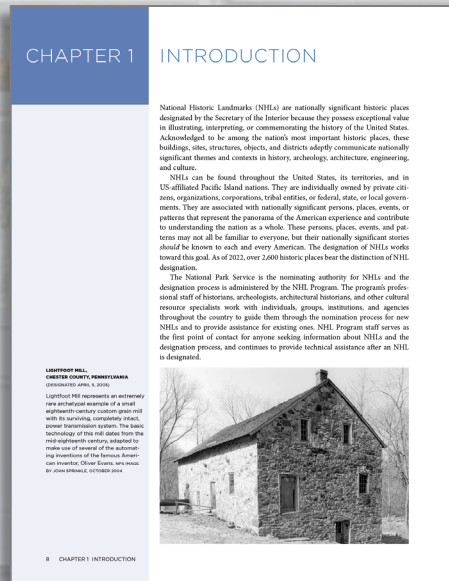 CHAPTER 1 INTRODUCTION
National Historic Landmarks (NHLs) are nationally significant historic places
designated by the Secretary of the Interior because they possess exceptional value
in illustrating, interpreting, or commemorating the history of the United States.
Acknowledged to be among the nation's most important historic places, these
buildings, sites, structures, objects, and districts adeptly communicate nationally
significant themes and contexts in history, archeology, architecture, engineering,
and culture.
NHLs can be found throughout the United States, its territories, and in
US-affiliated Pacific Island nations. They are individually owned by private citi-
zens, organizations, corporations, tribal entities, or federal, state, or local govern-
ments. They are associated with nationally significant persons, places, events, or
patterns that represent the panorama of the American experience and contribute
to understanding the nation as a whole. These persons, places, events, and pat-
terns may not all be familiar to everyone, but their nationally significant stories
should be known to each and every American. The designation of NHLs works
toward this goal. As of 2022, over 2,600 historic places bear the distinction of NHL
designation.
The National Park Service is the nominating authority for NHLs and the
designation process is administered by the NHL Program. The program's profes-
sional staff of historians, archeologists, architectural historians, and other cultural
resource specialists work with individuals, groups, institutions, and agencies
throughout the country to guide them through the nomination process for new
NHLs and to provide assistance for existing ones. NHL Program staff serves as
the first point of contact for anyone seeking information about NHLs and the
designation process, and continues to provide technical assistance after an NHL
is designated.
LIGHTFOOT MILL,
CHESTER COUNTY, PENNSYLVANIA
(DESIGNATED APRIL 5, 2005)
Lightfoot Mill represents an extremely
rare archetypal example of a small
eighteenth-century custom grain mill
with its surviving, completely intact,
power transmission system. The basic
technology of this mill dates from the
mid-eighteenth century, adapted to
make use of several of the automat-
ing inventions of the famous Ameri-
can inventor, Oliver Evans. NPS IMAGE
BY JOHN SPRINKLE, OCTOBER 2004
8 CHAPTER 1 INTRODUCTION